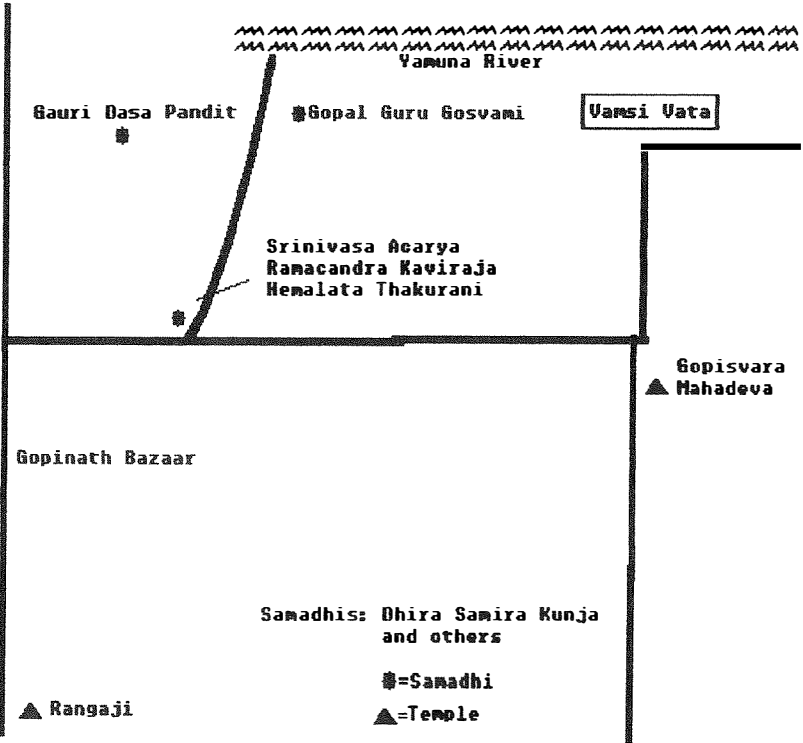 Yamuna River
Gauri Dasa Pandit
Gopal Guru Gosvami
Vamsi Vata
Srinivasa Acarya
Ramacandra Kaviraja
Hemalata Thakurani
Gopisvara
Mahadeva
Gopinath Bazaar
Samadhis: Dhira Samira Kunja
and others
=Samadhi
Rangaji
=Temple